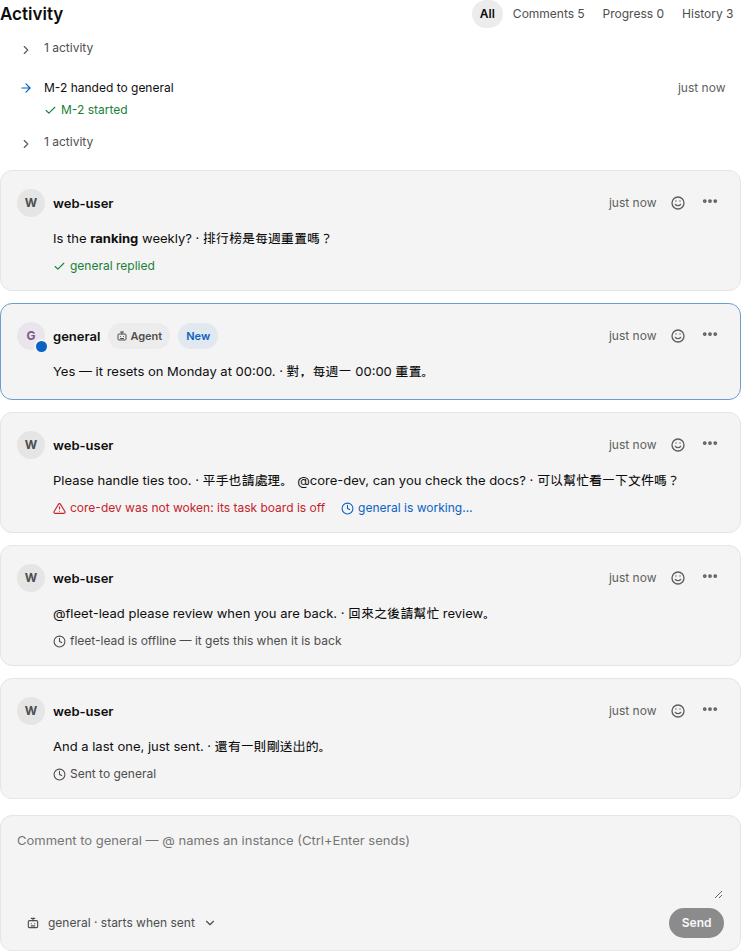 Activity
All Comments 5 Progress 0 History 3
1 activity
M-2 handed to general just now
M-2 started
1 activity
W web-user just now
Is the ranking weekly? · 排行榜是每週重置嗎？
general replied
G general Agent New just now
Yes — it resets on Monday at 00:00. · 對，每週一 00:00 重置。
W web-user just now
Please handle ties too. · 平手也請處理。 @core-dev, can you check the docs? · 可以幫忙看一下文件嗎？
core-dev was not woken: its task board is off general is working…
W web-user just now
@fleet-lead please review when you are back. · 回來之後請幫忙 review。
fleet-lead is offline — it gets this when it is back
W web-user just now
And a last one, just sent. · 還有一則剛送出的。
Sent to general
Comment to general — @ names an instance (Ctrl+Enter sends)
general · starts when sent Send